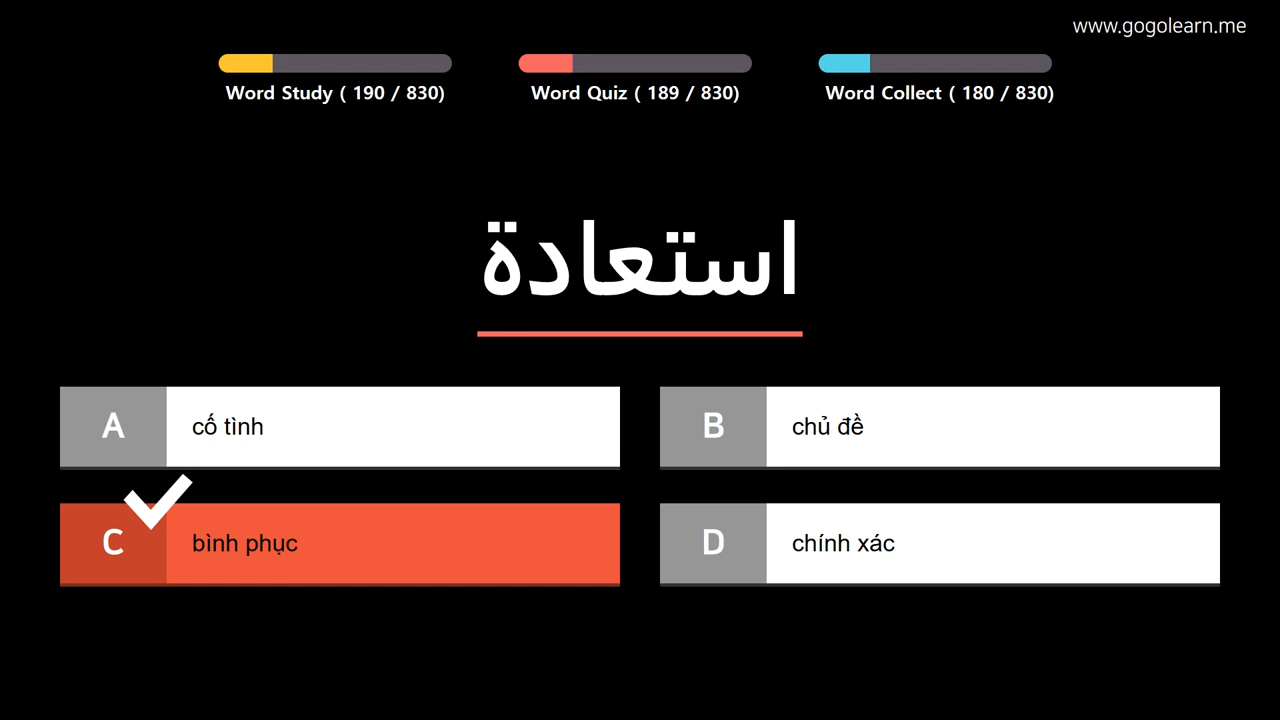 www.gogolearn.me
Word Study ( 190 / 830)
Word Quiz ( 189 / 830)
Word Collect ( 180 / 830)
استعادة
A
cố tình
B
chủ đề
C
bình phục
D
chính xác